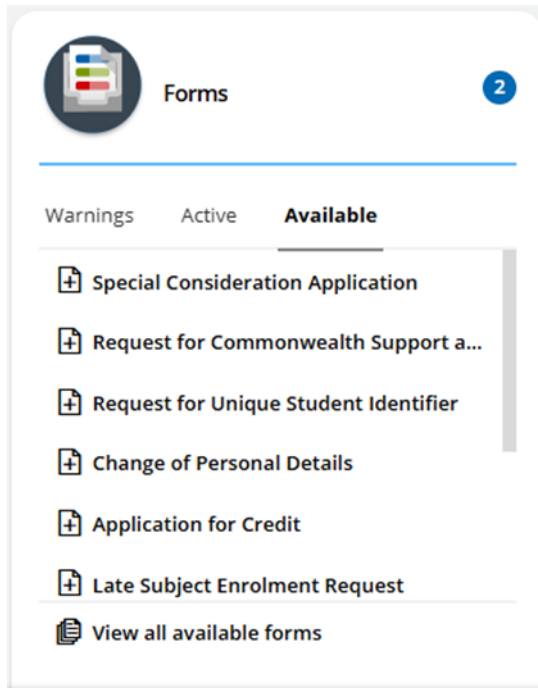 Forms
2
Warnings Active Available
Special Consideration Application
Request for Commonwealth Support a...
Request for Unique Student Identifier
Change of Personal Details
Application for Credit
Late Subject Enrolment Request
View all available forms